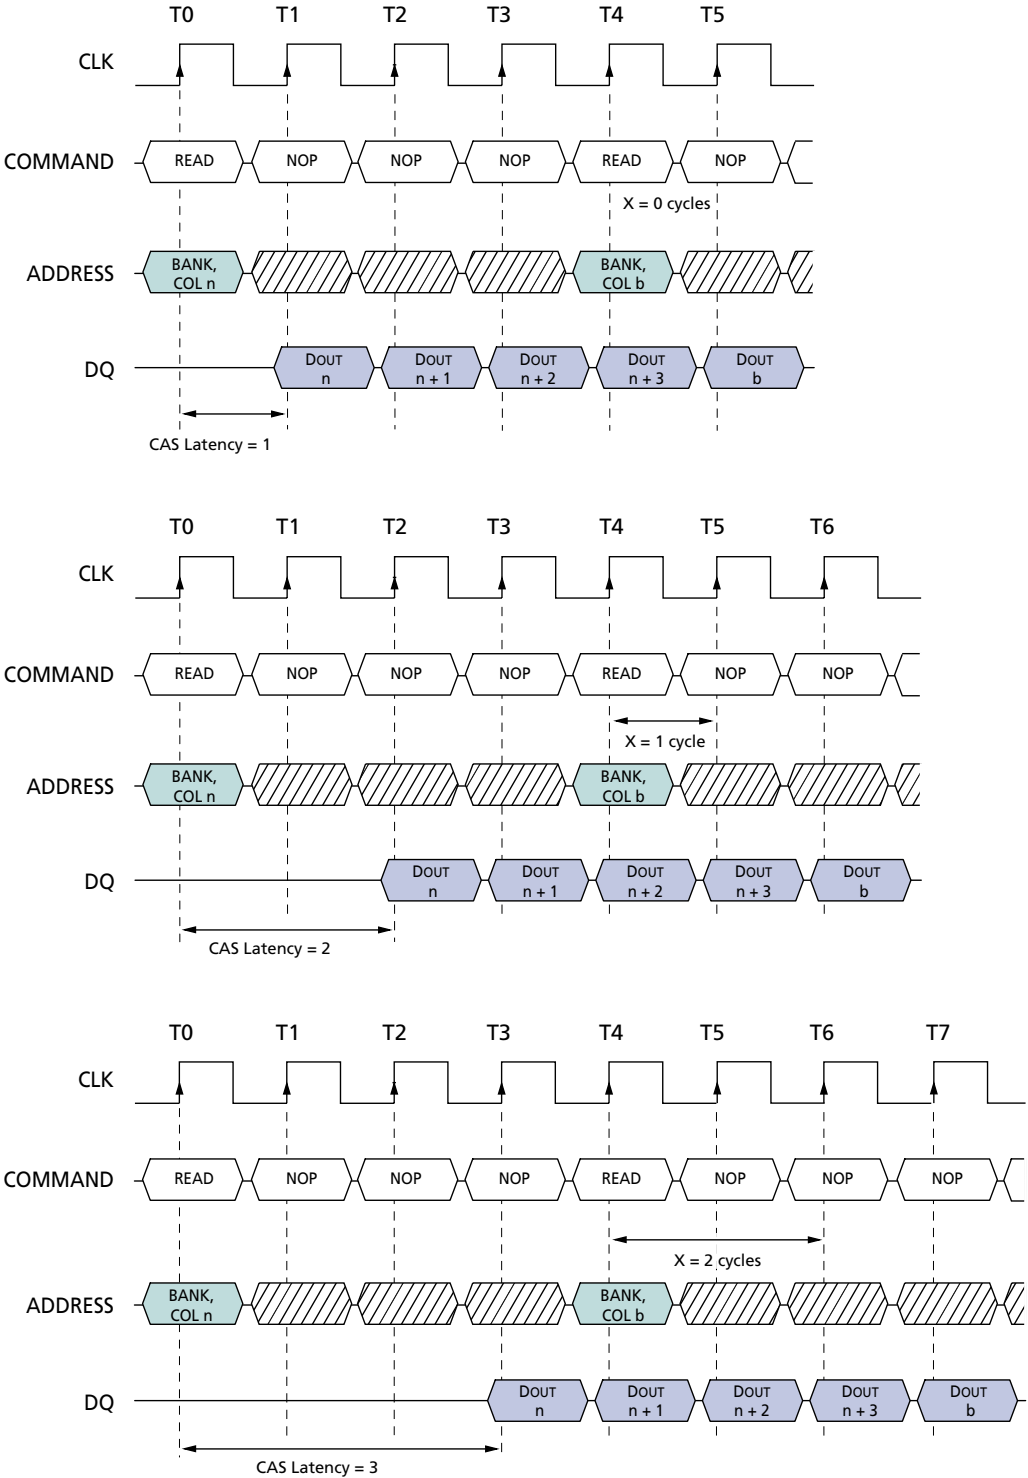 T0 T1 T2 T3 T4 T5
CLK
COMMAND READ NOP NOP NOP READ NOP
X = 0 cycles
ADDRESS BANK, COL n BANK, COL b
DQ DOUT n DOUT n + 1 DOUT n + 2 DOUT n + 3 DOUT b
CAS Latency = 1
T0 T1 T2 T3 T4 T5 T6
CLK
COMMAND READ NOP NOP NOP READ NOP NOP
X = 1 cycle
ADDRESS BANK, COL n BANK, COL b
DQ DOUT n DOUT n + 1 DOUT n + 2 DOUT n + 3 DOUT b
CAS Latency = 2
T0 T1 T2 T3 T4 T5 T6 T7
CLK
COMMAND READ NOP NOP NOP READ NOP NOP NOP
X = 2 cycles
ADDRESS BANK, COL n BANK, COL b
DQ DOUT n DOUT n + 1 DOUT n + 2 DOUT n + 3 DOUT b
CAS Latency = 3